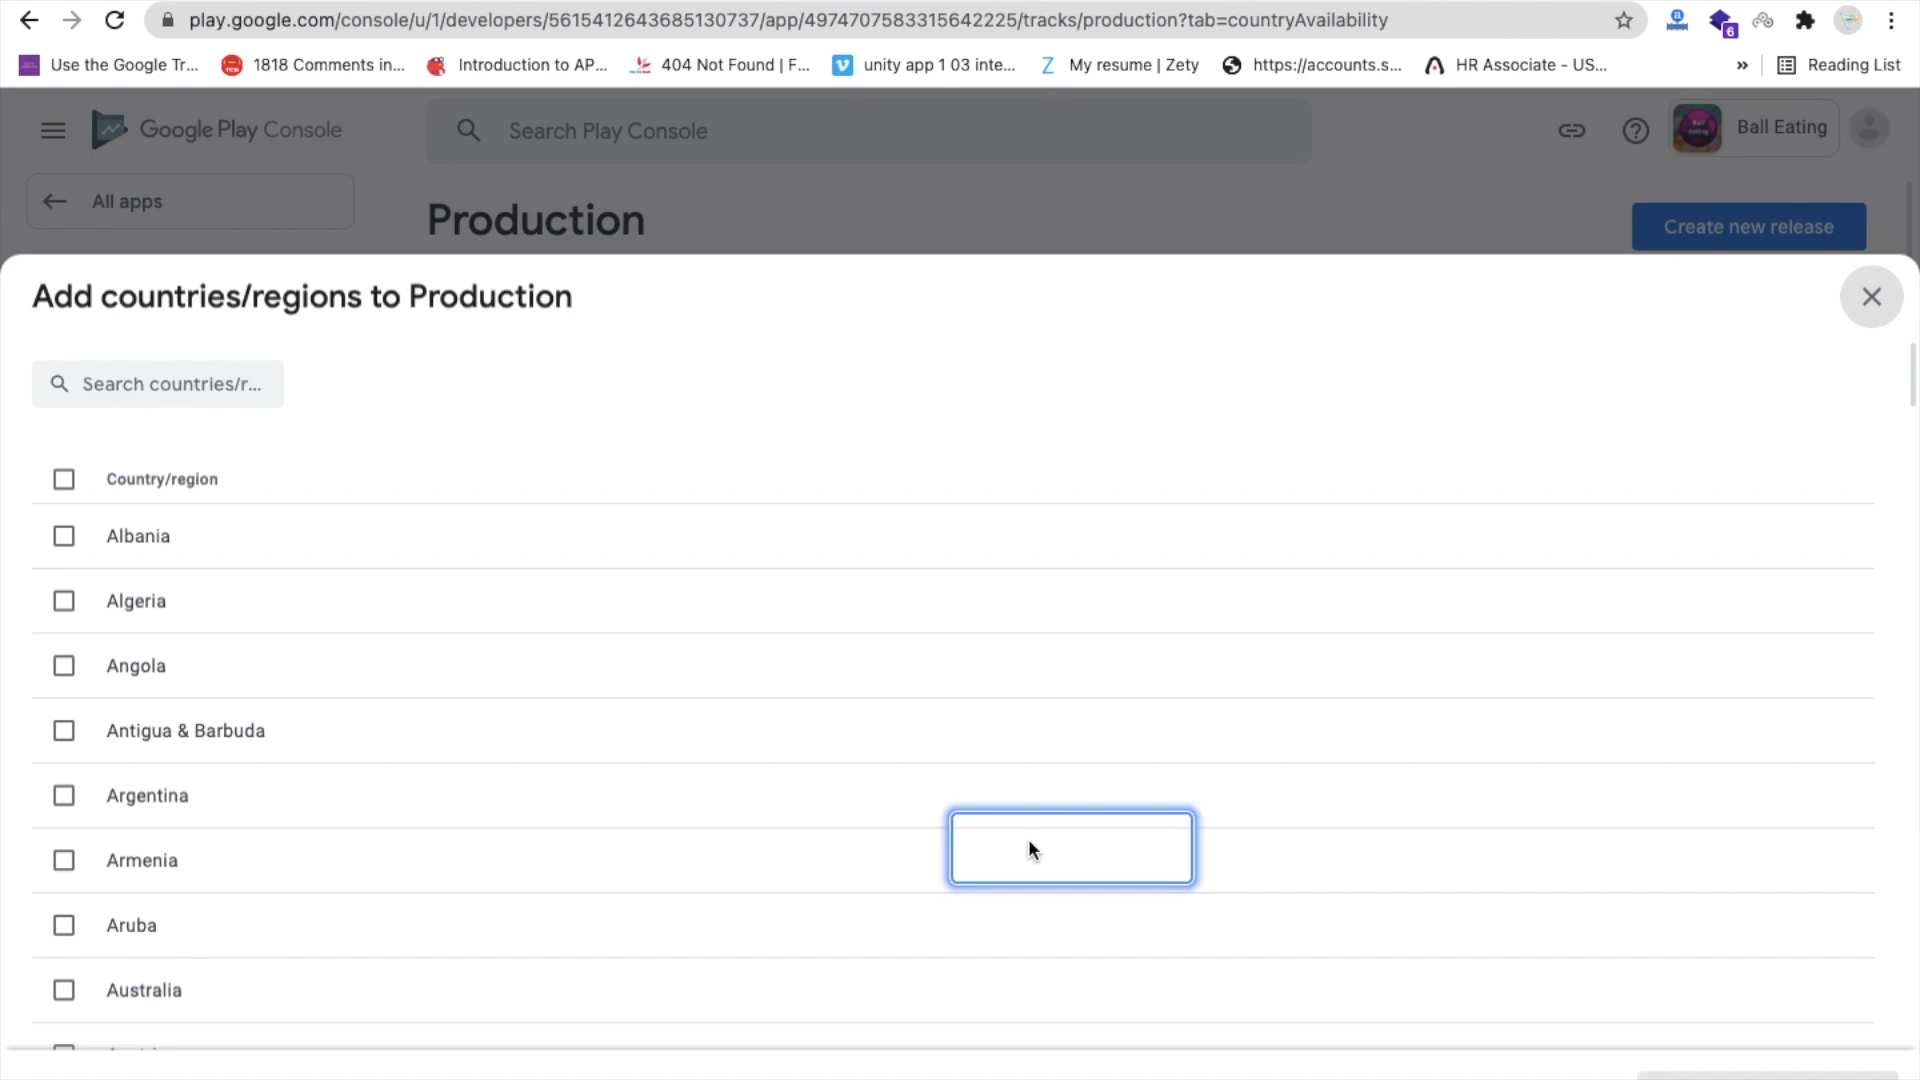 play.google.com/console/u/1/developers/5615412643685130737/app/4974707583315642225/tracks/production?tab=countryAvailability
a
6
Use the Google Tr...
1818 Comments in...
Introduction to AP...
404 Not Found | F...
unity app 1 03 inte...
Z My resume | Zety
https://accounts.s...
HR Associate - US...
»
Reading List
Google Play Console
Search Play Console
Ball Eating
Ball Eating
All apps
Production
Create new release
Add countries/regions to Production
Search countries/r...
Country/region
Albania
Algeria
Angola
Antigua & Barbuda
Argentina
Armenia
Aruba
Australia